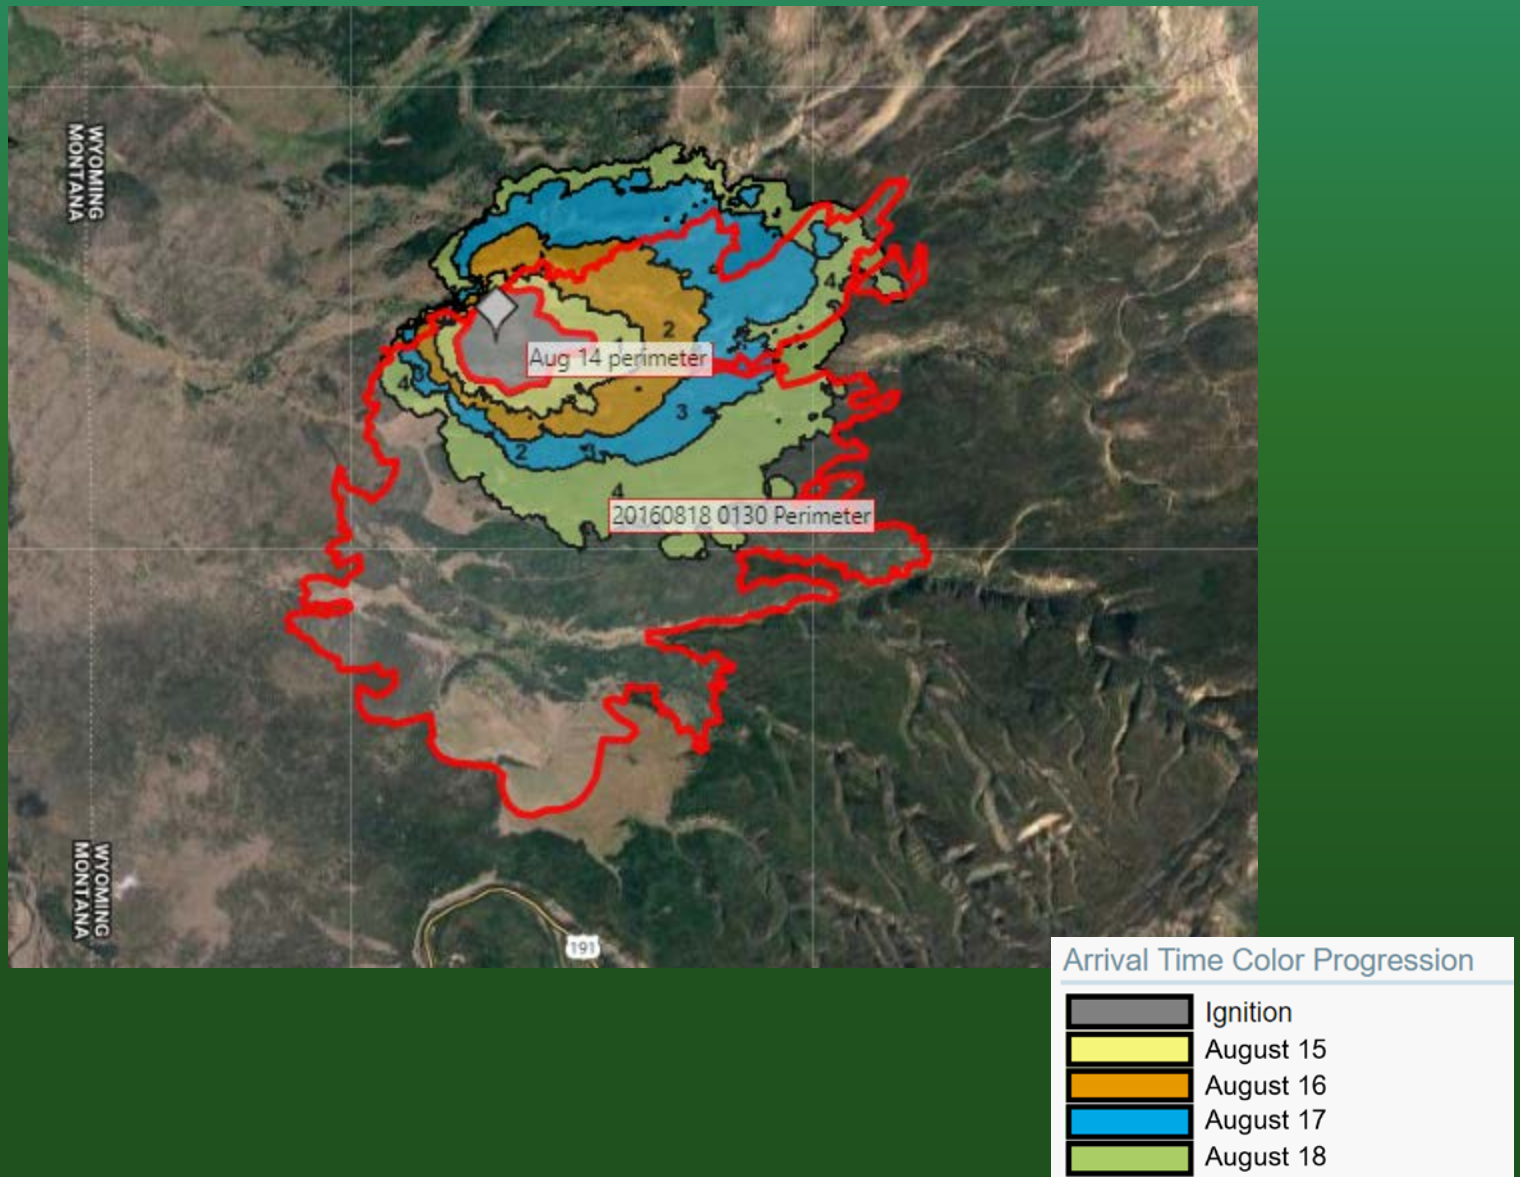 WYOMING
MONTANA
4
2
Aug 14 perimeter
4
3
2
3
4
20160818 0130 Perimeter
WYOMING
MONTANA
191
Arrival Time Color Progression
Ignition
August 15
August 16
August 17
August 18